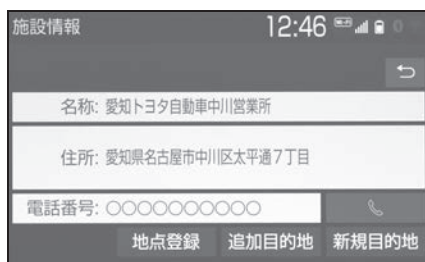 施設情報 12:46
名称: 愛知トヨタ自動車中川営業所
住所: 愛知県名古屋市中川区太平通7丁目
電話番号: ○○○○○○○○○○
地点登録 追加目的地 新規目的地